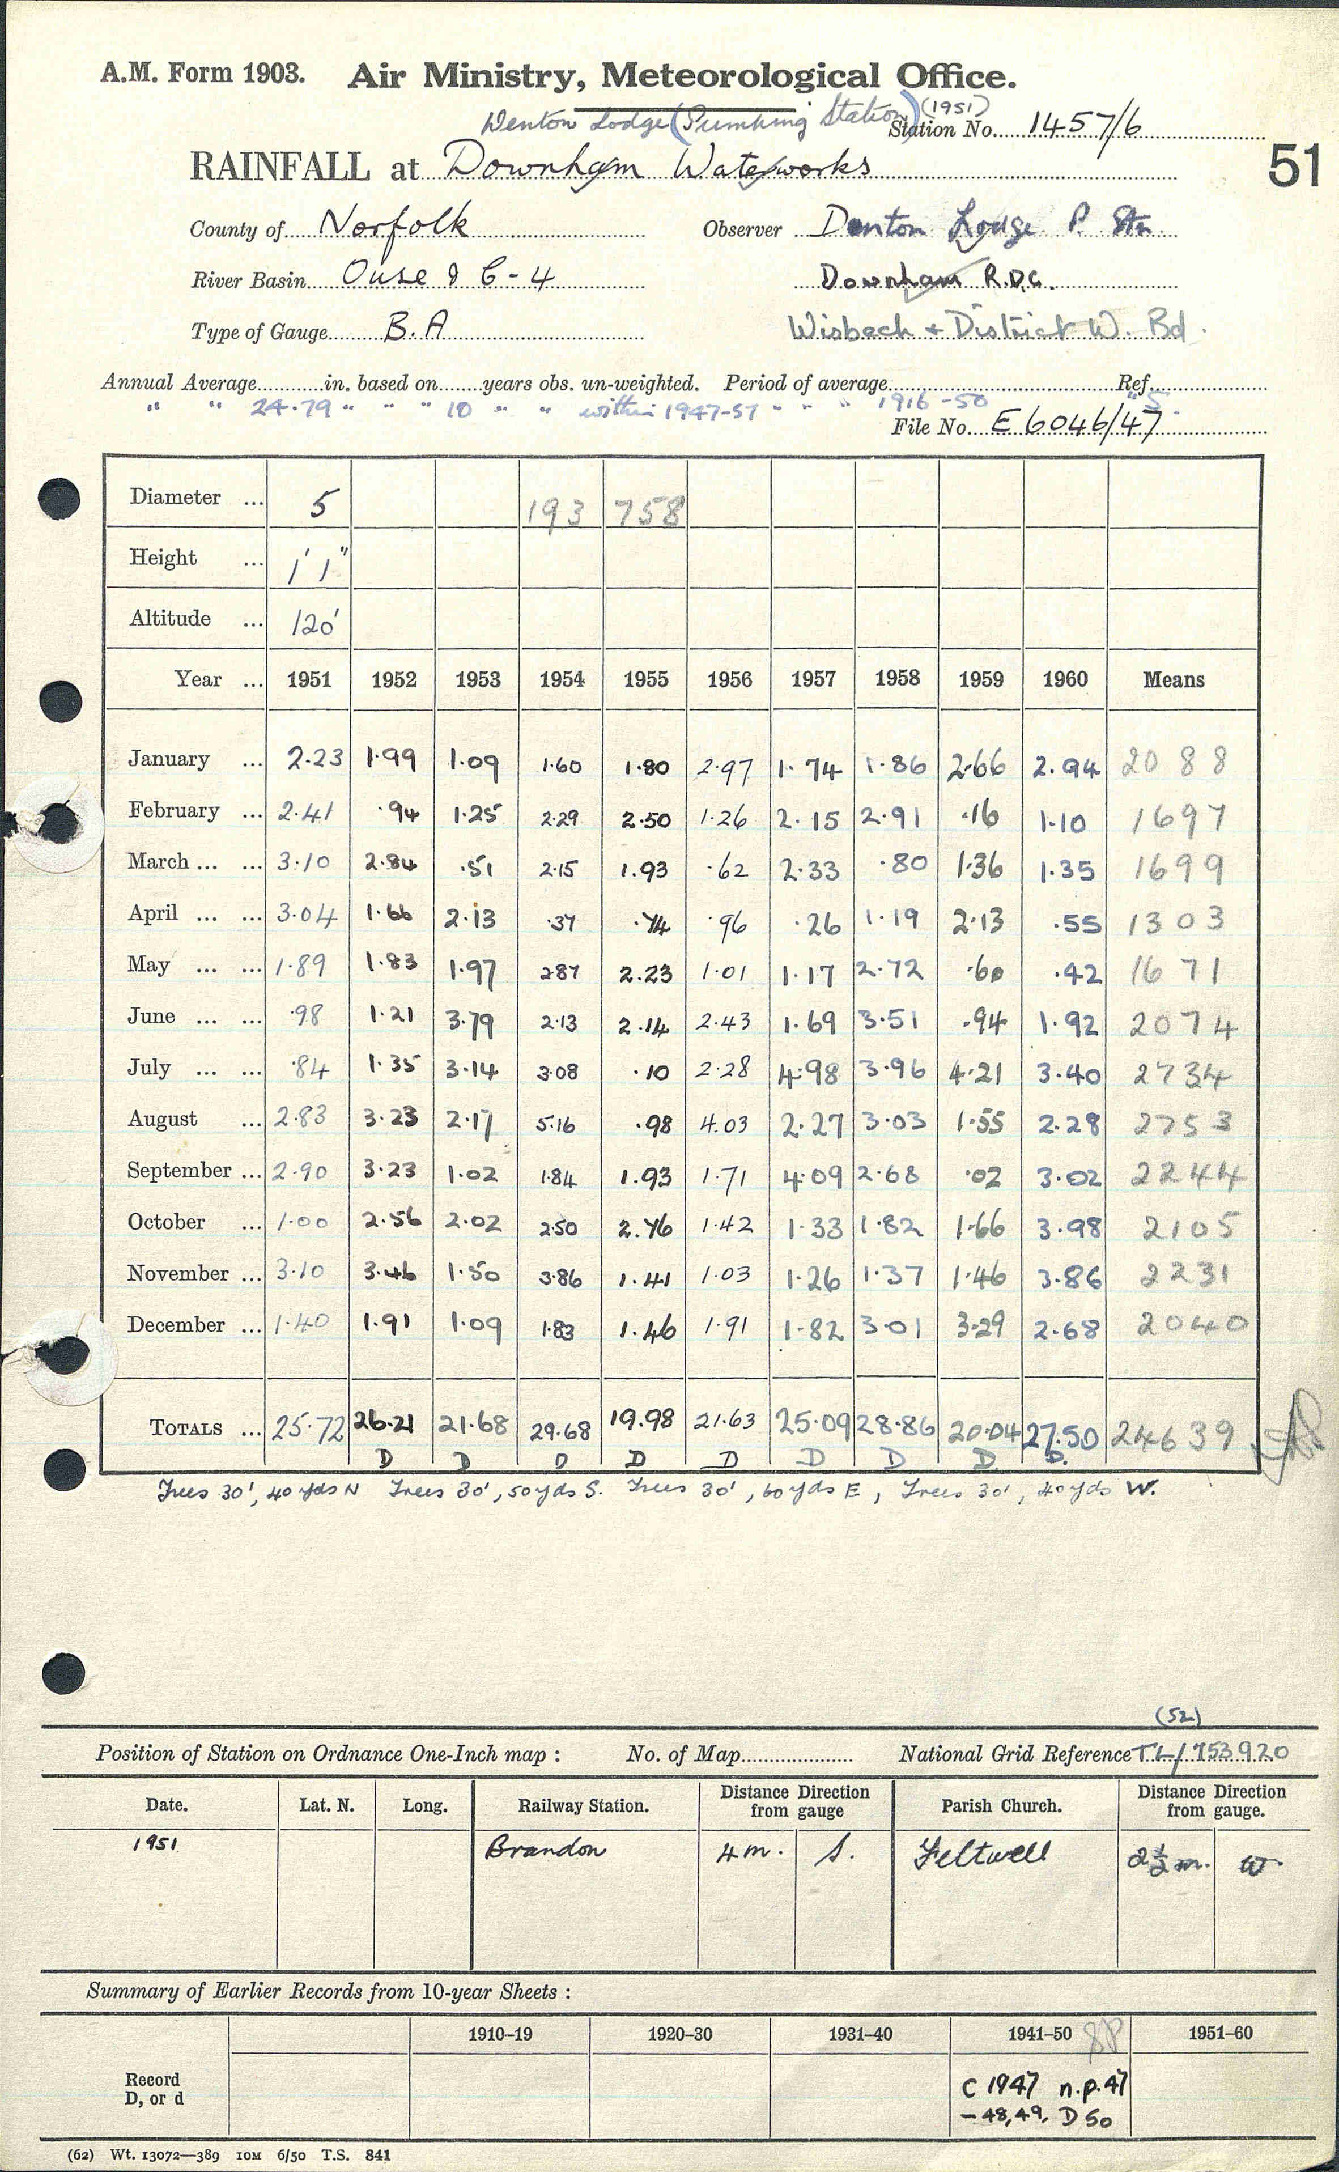 A.M. Form 1903. Air Ministry, Meteorological Office.
Denton Lodge (Pumping Station) (1951)
Station No. 1457/6
RAINFALL at Downham Waterworks
51
County of Norfolk Observer Denton Lodge P. Stn
River Basin Ouse 8 C-4 Downham R.D.C.
Type of Gauge B.A Wisbech + District W. Bd.
Annual Average in. based on years obs. un-weighted. Period of average Ref.
" " 24.79 " " " 10 " " within 1947-57 " " " 1916-50 "S.
File No. E 6046/47
Diameter ... 5 193 758
Height ... 1' 1"
Altitude ... 120'
Year ... 1951 1952 1953 1954 1955 1956 1957 1958 1959 1960 Means
January ... 2.23 1.99 1.09 1.60 1.80 2.97 1.74 1.86 2.66 2.94 20 88
February ... 2.41 .94 1.25 2.29 2.50 1.26 2.15 2.91 .16 1.10 1697
March ... ... 3.10 2.84 .51 2.15 1.93 .62 2.33 .80 1.36 1.35 1699
April ... ... 3.04 1.66 2.13 .37 .74 .96 .26 1.19 2.13 .55 1303
May ... ... 1.89 1.83 1.97 2.87 2.23 1.01 1.17 2.72 .60 .42 1671
June ... ... .98 1.21 3.79 2.13 2.14 2.43 1.69 3.51 .94 1.92 2074
July ... ... .84 1.35 3.14 3.08 .10 2.28 4.98 3.96 4.21 3.40 2734
August ... 2.83 3.23 2.17 5.16 .98 4.03 2.27 3.03 1.55 2.28 2753
September ... 2.90 3.23 1.02 1.84 1.93 1.71 4.09 2.68 .02 3.02 2244
October ... 1.00 2.56 2.02 2.50 2.76 1.42 1.33 1.82 1.66 3.98 2105
November ... 3.10 3.46 1.50 3.86 1.41 1.03 1.26 1.37 1.46 3.86 2231
December ... 1.40 1.91 1.09 1.83 1.46 1.91 1.82 3.01 3.29 2.68 2040
TOTALS ... 25.72 26.21 21.68 29.68 19.98 21.63 25.09 28.86 20.04 27.50 24639
D D D D D D D D D.
Trees 30', 40 yds N Trees 30', 50 yds S. Trees 30', 60 yds E, Trees 30', 40 yds W.
(52)
Position of Station on Ordnance One-Inch map : No. of Map National Grid Reference TL/753920
Date. Lat. N. Long. Railway Station. Distance Direction from gauge Parish Church. Distance Direction from gauge.
1951 Brandon 4 m. S. Feltwell 2½ m. W.
Summary of Earlier Records from 10-year Sheets :
1910–19 1920–30 1931–40 1941–50 1951–60
Record D, or d
C 1947 n.p. 47
-48,49. D 50
(62) Wt. 13072—389 10M 6/50 T.S. 841